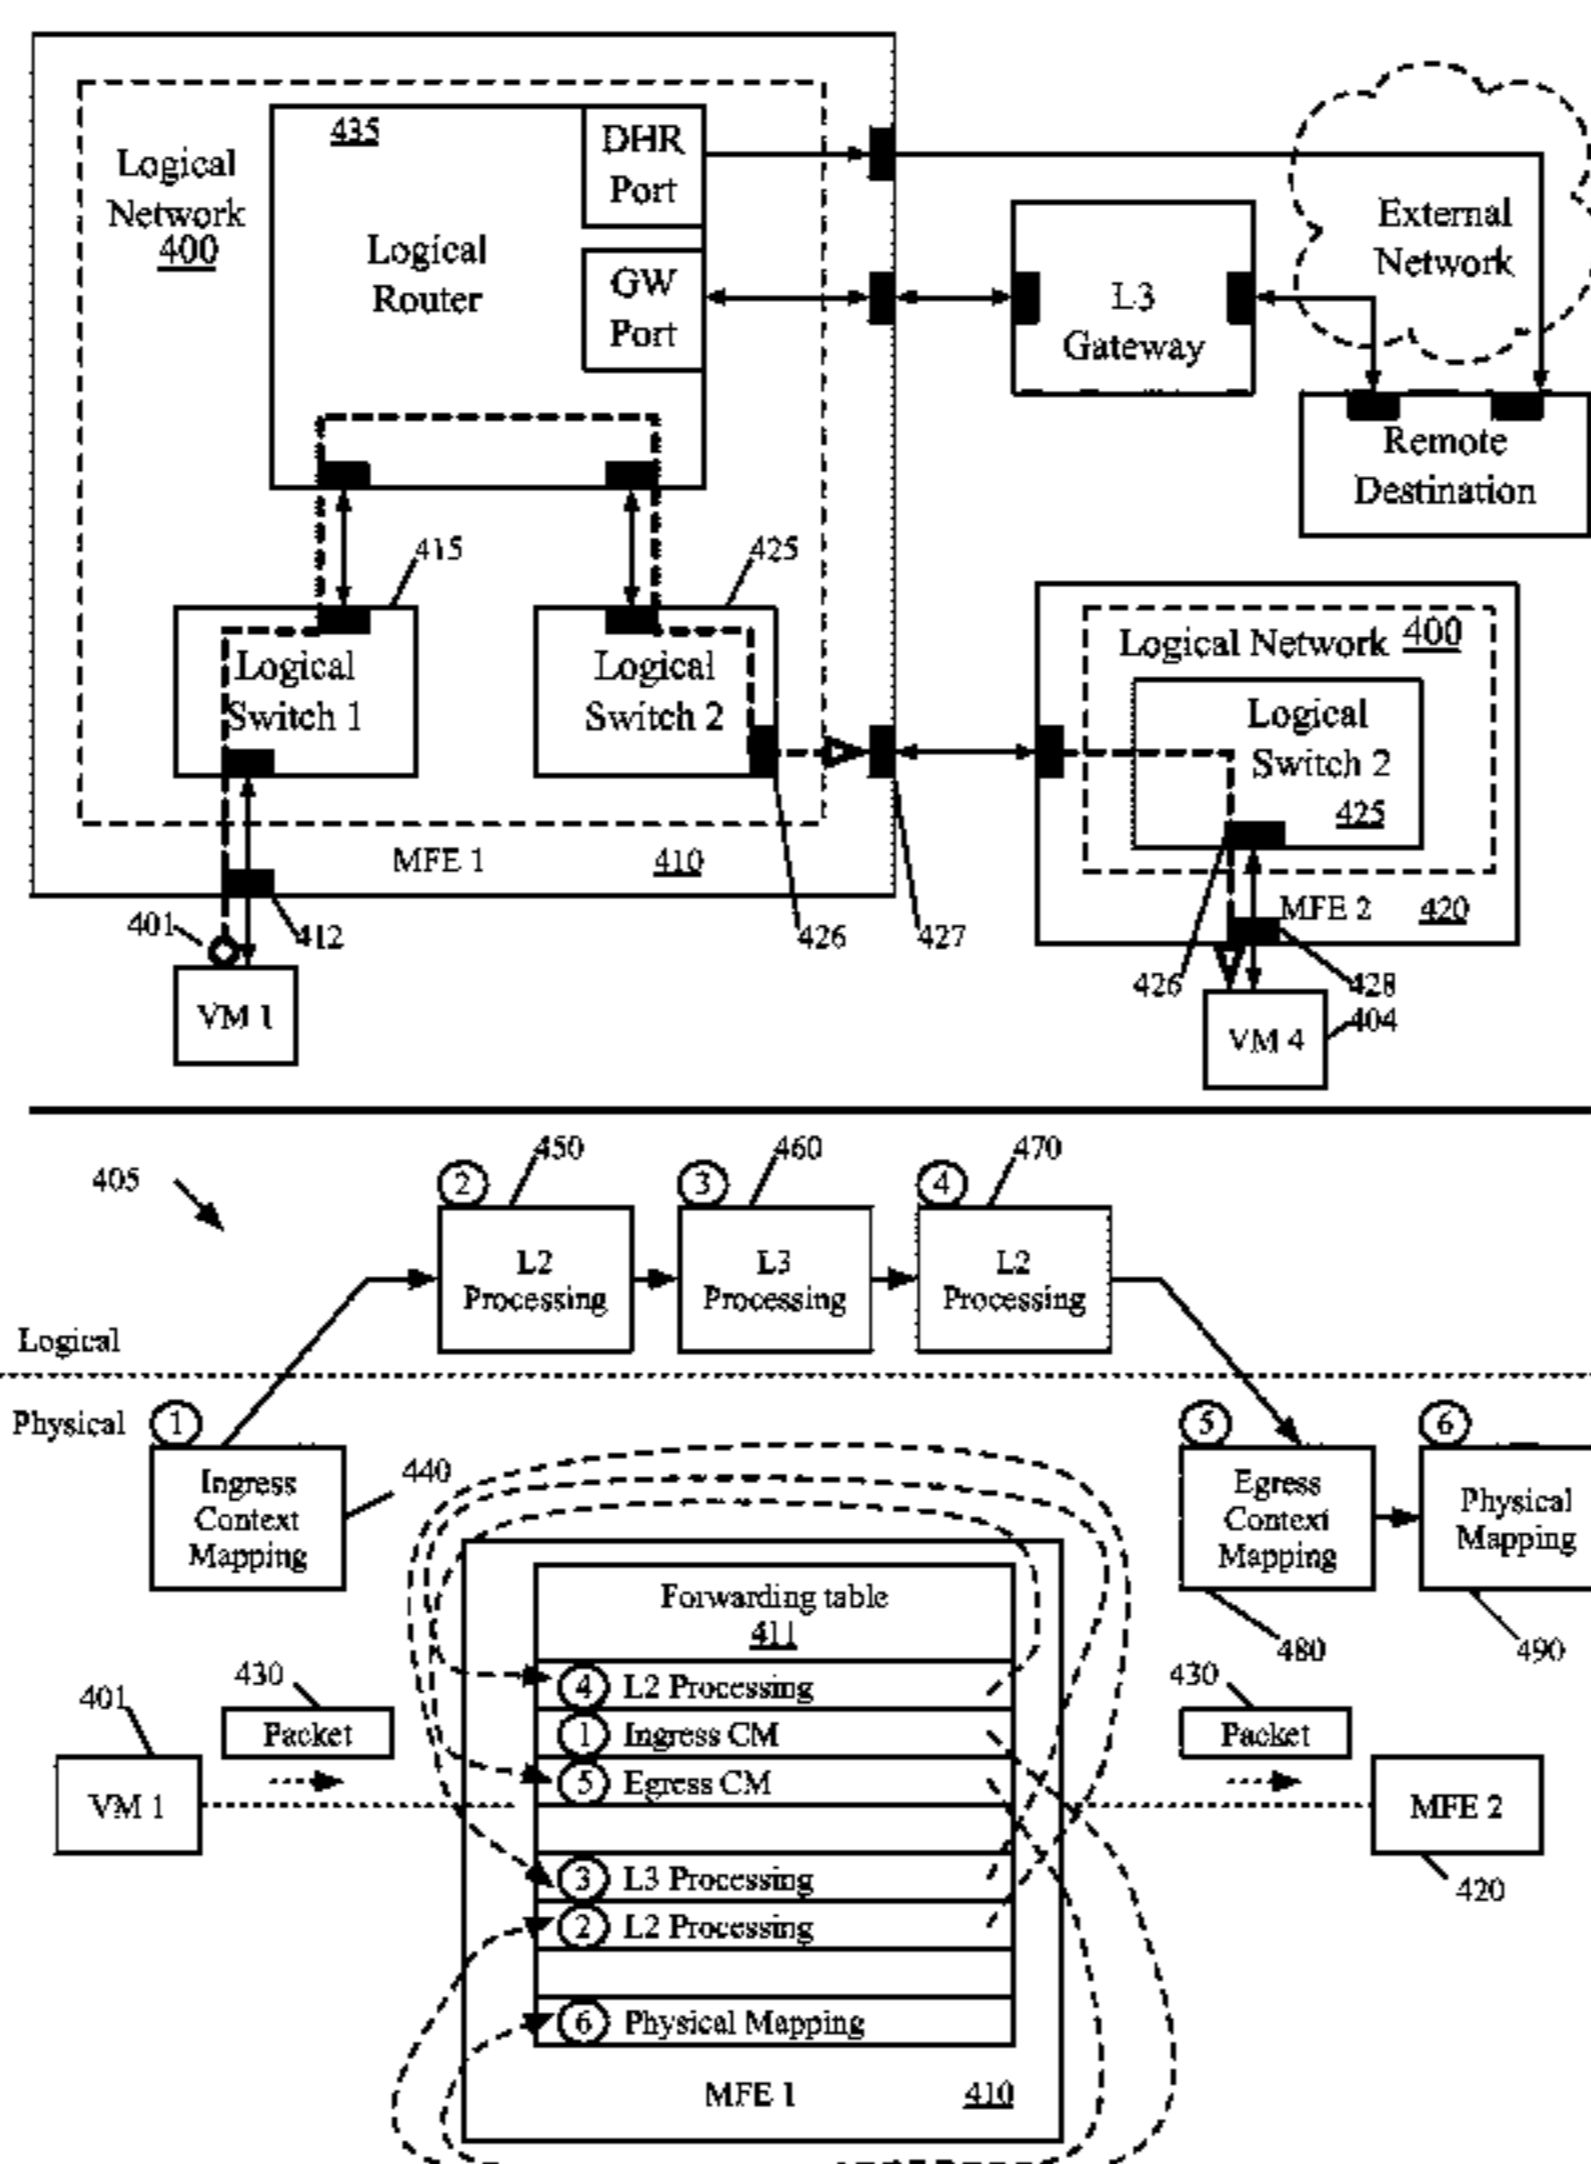 435
DHR
Port
Logical
Network
400
Logical
Router
GW
Port
L3
Gateway
External
Network
Remote
Destination
415
425
Logical
Switch 1
Logical
Switch 2
Logical Network 400
Logical
Switch 2
425
MFE 1
410
MFE 2
420
401
412
426
427
426
428
404
VM 1
VM 4
405
450
460
470
2
3
4
L2
Processing
L3
Processing
L2
Processing
Logical
Physical
1
5
6
Ingress
Context
Mapping
440
Egress
Context
Mapping
Physical
Mapping
480
490
Forwarding table
411
4 L2 Processing
1 Ingress CM
5 Egress CM
3 L3 Processing
2 L2 Processing
6 Physical Mapping
MFE 1
410
401
430
Packet
VM 1
430
Packet
MFE 2
420